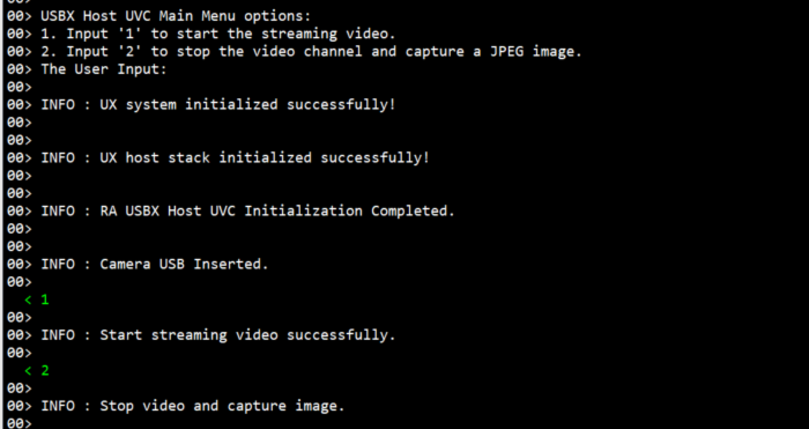 00> USBX Host UVC Main Menu options:
00> 1. Input '1' to start the streaming video.
00> 2. Input '2' to stop the video channel and capture a JPEG image.
00> The User Input:
00>
00> INFO : UX system initialized successfully!
00>
00>
00> INFO : UX host stack initialized successfully!
00>
00>
00> INFO : RA USBX Host UVC Initialization Completed.
00>
00>
00> INFO : Camera USB Inserted.
00>
< 1
00>
00> INFO : Start streaming video successfully.
00>
< 2
00>
00> INFO : Stop video and capture image.
00>